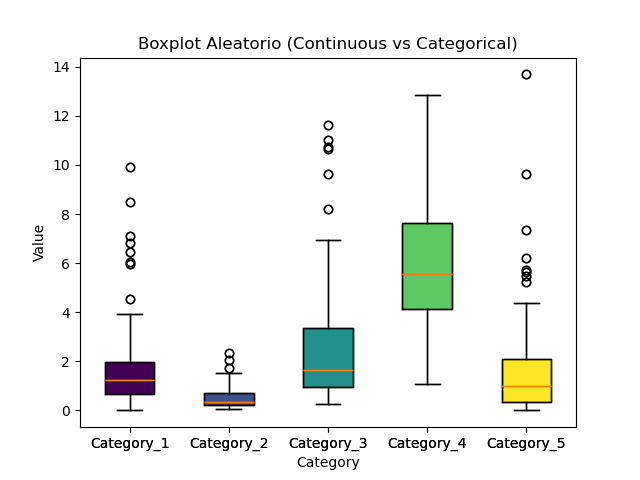 Boxplot Aleatorio (Continuous vs Categorical)
14
12
10
8
6
4
2
0
Value
Category_1 Category_2 Category_3 Category_4 Category_5
Category